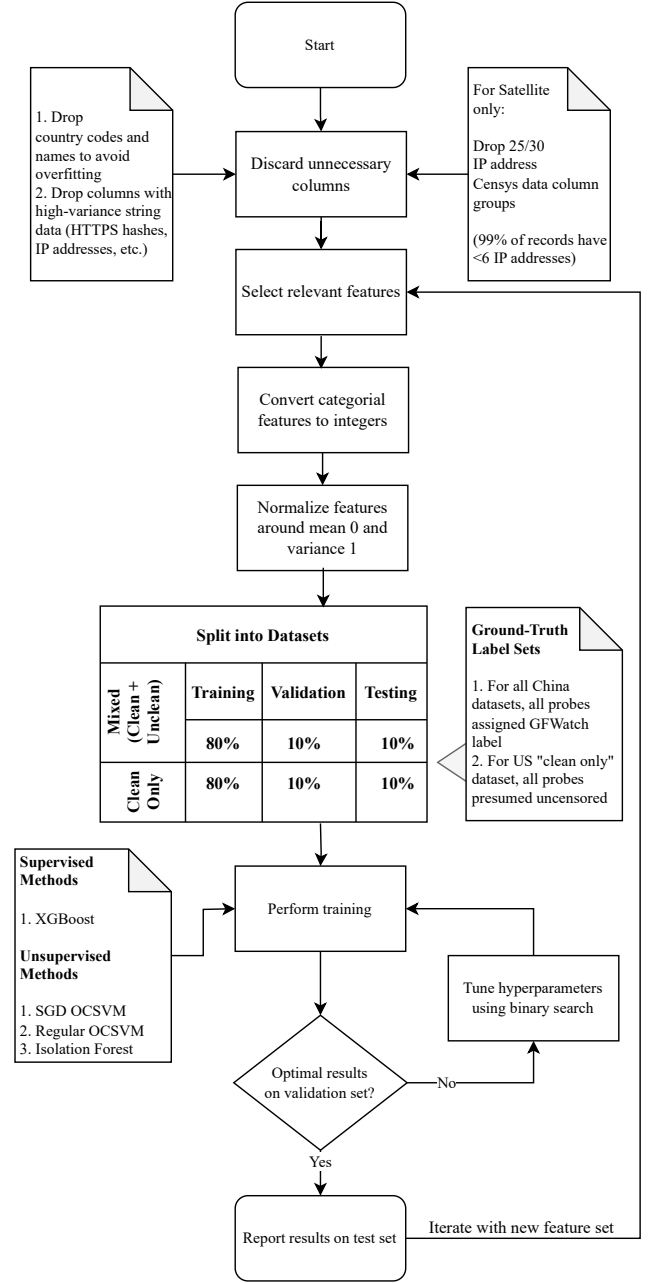 Start
1. Drop
country codes and
names to avoid
overfitting
2. Drop columns with
high-variance string
data (HTTPS hashes,
IP addresses, etc.)
Discard unnecessary
columns
For Satellite
only:
Drop 25/30
IP address
Censys data column
groups
(99% of records have
<6 IP addresses)
Select relevant features
Convert categorial
features to integers
Normalize features
around mean 0 and
variance 1
Split into Datasets
Mixed
(Clean +
Unclean)
Training Validation Testing
80% 10% 10%
Clean
Only
80% 10% 10%
Ground-Truth
Label Sets
1. For all China
datasets, all probes
assigned GFWatch
label
2. For US "clean only"
dataset, all probes
presumed uncensored
Supervised
Methods
1. XGBoost
Unsupervised
Methods
1. SGD OCSVM
2. Regular OCSVM
3. Isolation Forest
Perform training
Tune hyperparameters
using binary search
Optimal results
on validation set?
No
Yes
Report results on test set
Iterate with new feature set